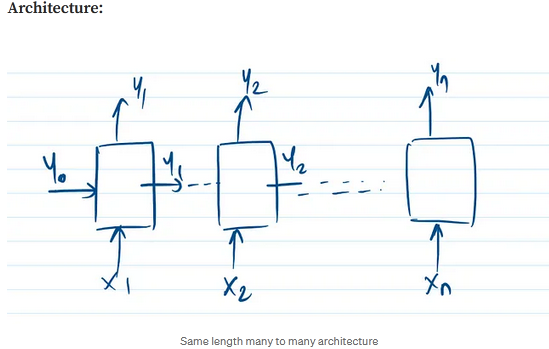 Architecture:
y1 y2 yn
y0 y1 y2
x1 x2 xn
Same length many to many architecture